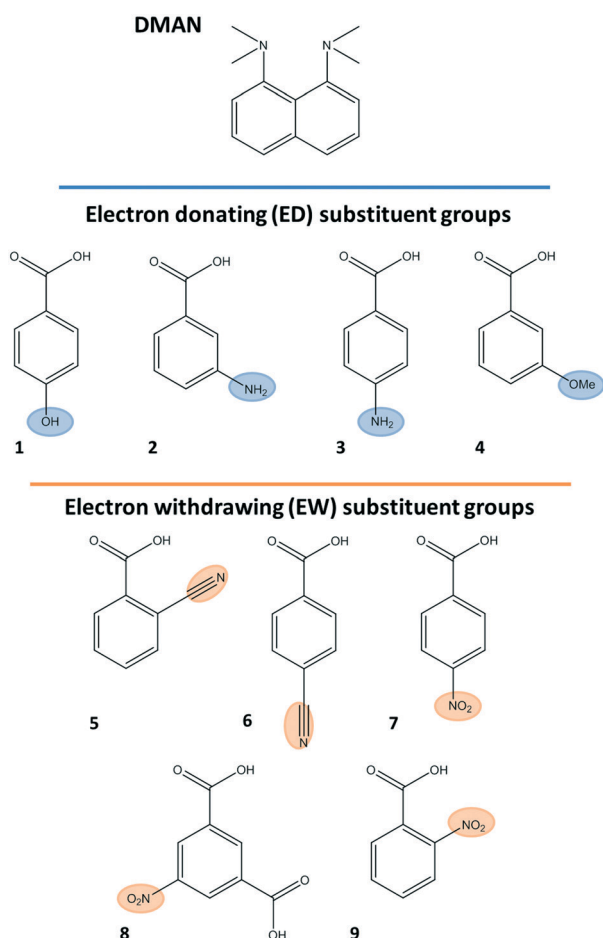 DMAN
N N
Electron donating (ED) substituent groups
O OH O OH O OH O OH
NH₂ OMe
OH NH₂
1 2 3 4
Electron withdrawing (EW) substituent groups
O OH O OH O OH
N
NO₂
5 6 7
N
O OH O OH
NO₂
O₂N O
OH
8 9